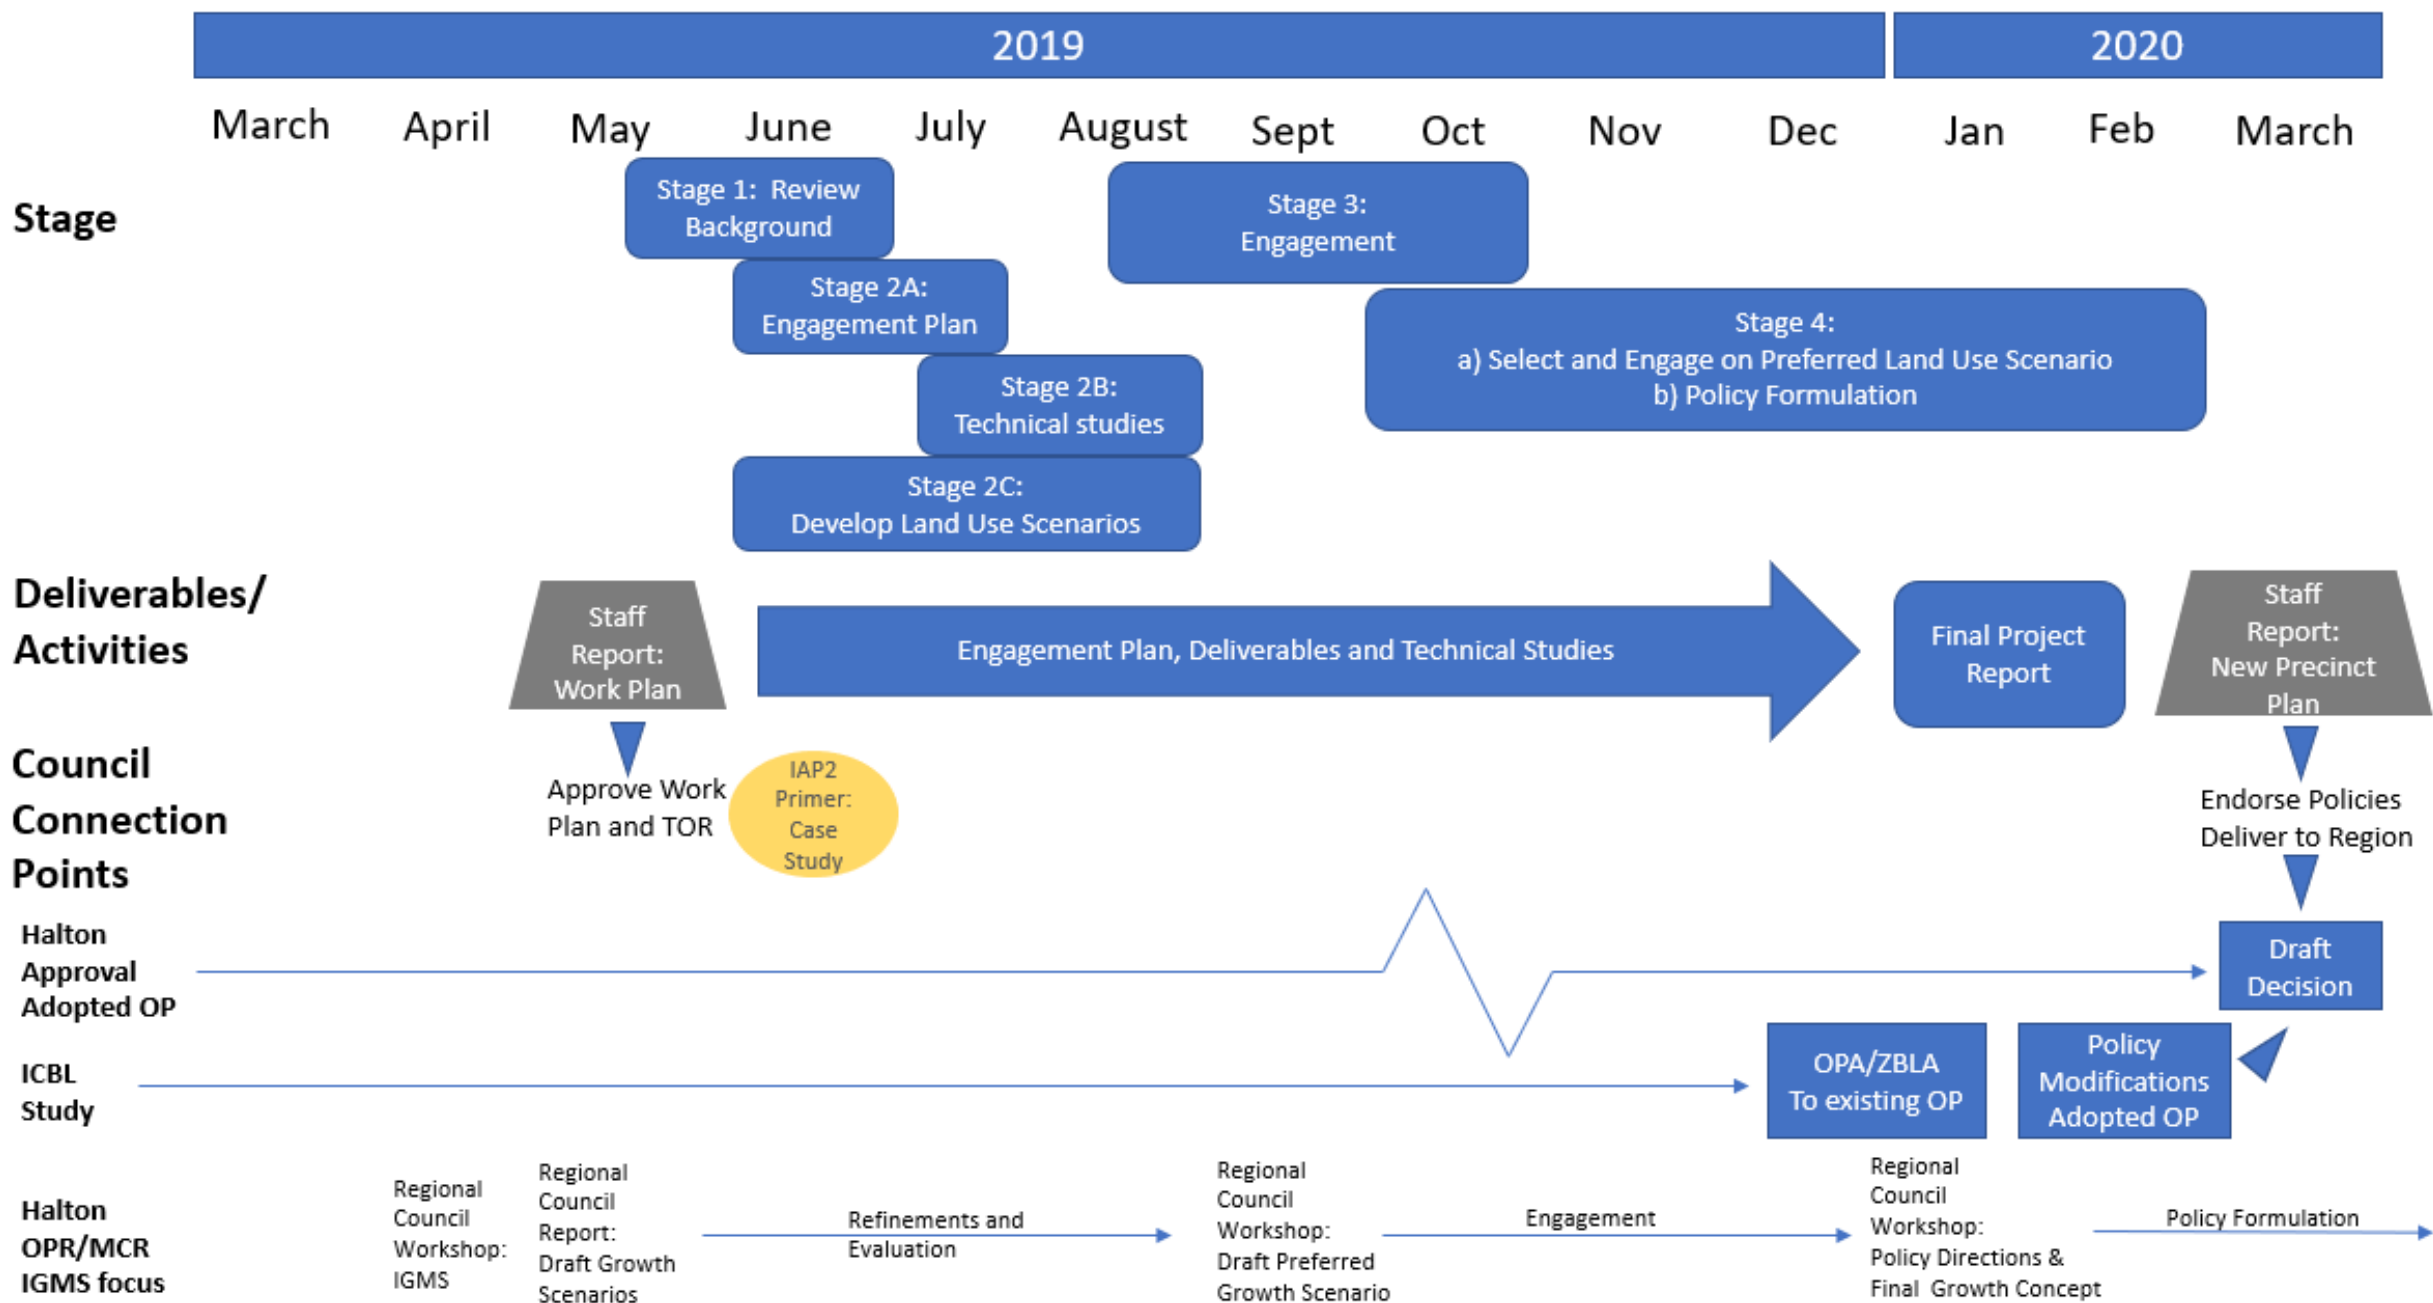 2019
2020
March
April
May
June
July
August
Sept
Oct
Nov
Dec
Jan
Feb
March
Stage
Stage 1:  Review
Background
Stage 2A:
Engagement Plan
Stage 2B:
Technical studies
Stage 2C:
Develop Land Use Scenarios
Stage 3:
Engagement
Stage 4:
a) Select and Engage on Preferred Land Use Scenario
b) Policy Formulation
Deliverables/
Activities
Staff
Report:
Work Plan
Engagement Plan, Deliverables and Technical Studies
Final Project
Report
Staff
Report:
New Precinct
Plan
Council
Connection
Points
Approve Work
Plan and TOR
IAP2
Primer:
Case
Study
Endorse Policies
Deliver to Region
Halton
Approval
Adopted OP
Draft
Decision
ICBL
Study
OPA/ZBLA
To existing OP
Policy
Modifications
Adopted OP
Halton
OPR/MCR
IGMS focus
Regional
Council
Workshop:
IGMS
Regional
Council
Report:
Draft Growth
Scenarios
Refinements and
Evaluation
Regional
Council
Workshop:
Draft Preferred
Growth Scenario
Engagement
Regional
Council
Workshop:
Policy Directions &
Final  Growth Concept
Policy Formulation